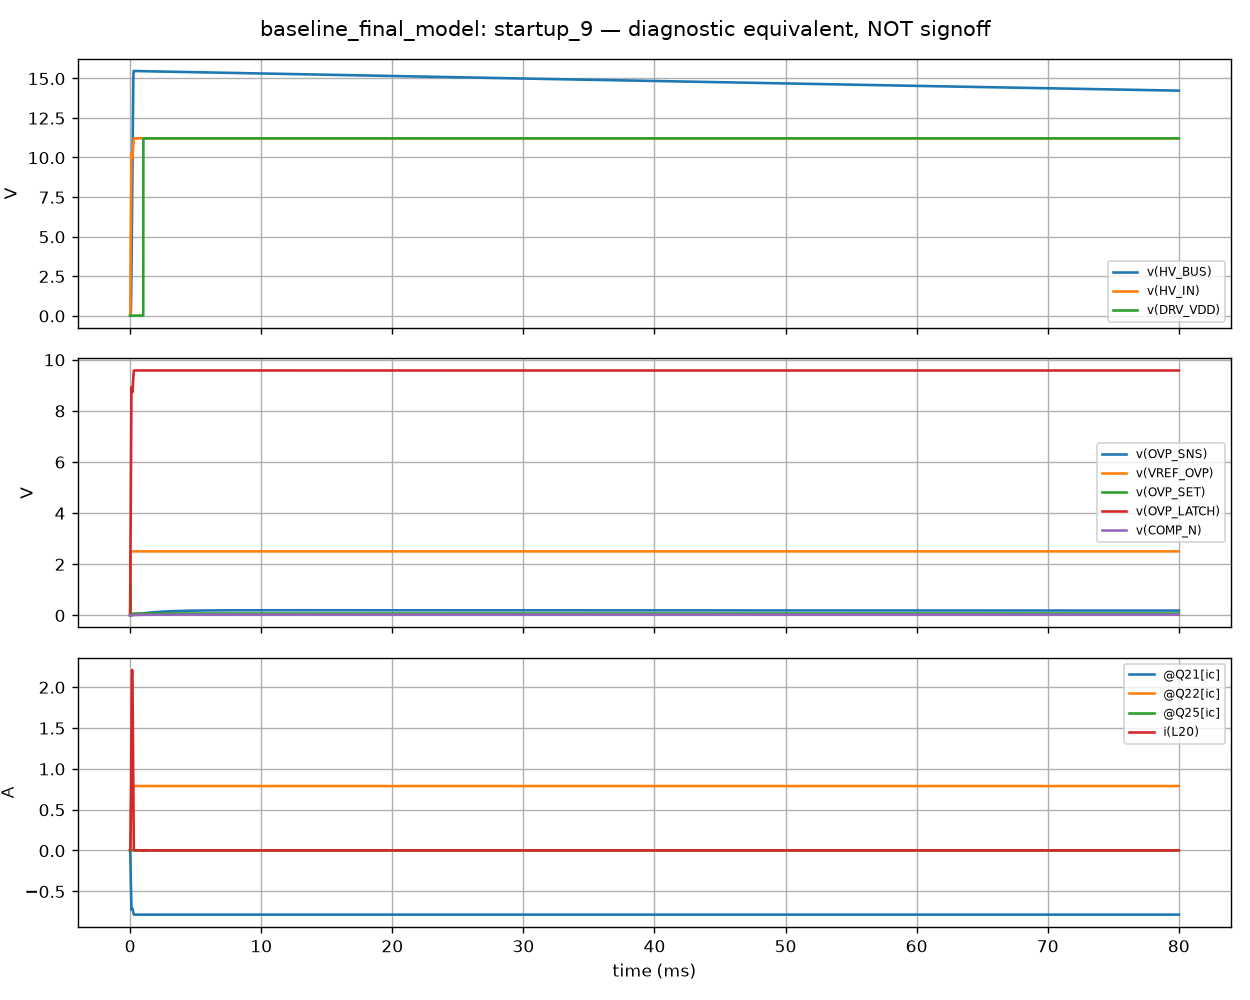 baseline_final_model: startup_9 — diagnostic equivalent, NOT signoff
15.0
12.5
10.0
7.5
5.0
2.5
0.0
V
v(HV_BUS)
v(HV_IN)
v(DRV_VDD)
10
8
6
4
2
0
V
v(OVP_SNS)
v(VREF_OVP)
v(OVP_SET)
v(OVP_LATCH)
v(COMP_N)
2.0
1.5
1.0
0.5
0.0
−0.5
A
@Q21[ic]
@Q22[ic]
@Q25[ic]
i(L20)
0 10 20 30 40 50 60 70 80
time (ms)